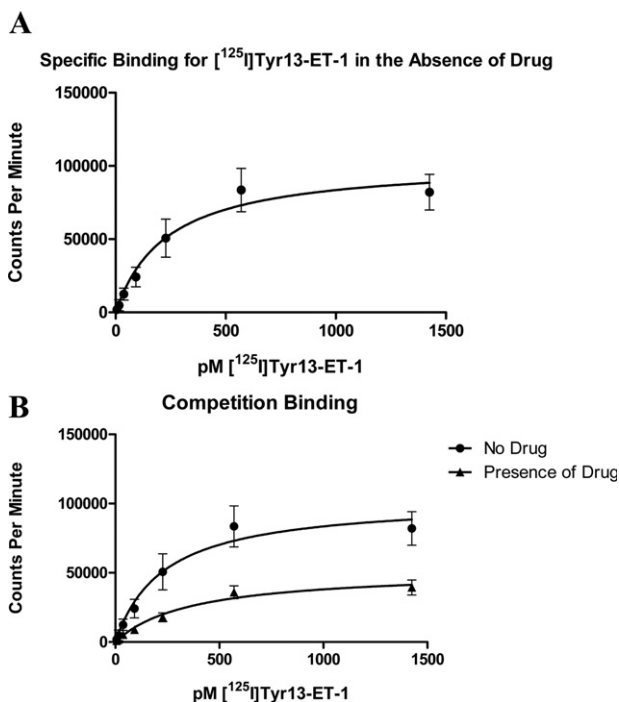 A
Specific Binding for [¹²⁵I]Tyr13-ET-1 in the Absence of Drug
150000
100000
50000
0
Counts Per Minute
0 500 1000 1500
pM [¹²⁵I]Tyr13-ET-1
B
Competition Binding
150000
100000
50000
0
Counts Per Minute
No Drug
Presence of Drug
0 500 1000 1500
pM [¹²⁵I]Tyr13-ET-1